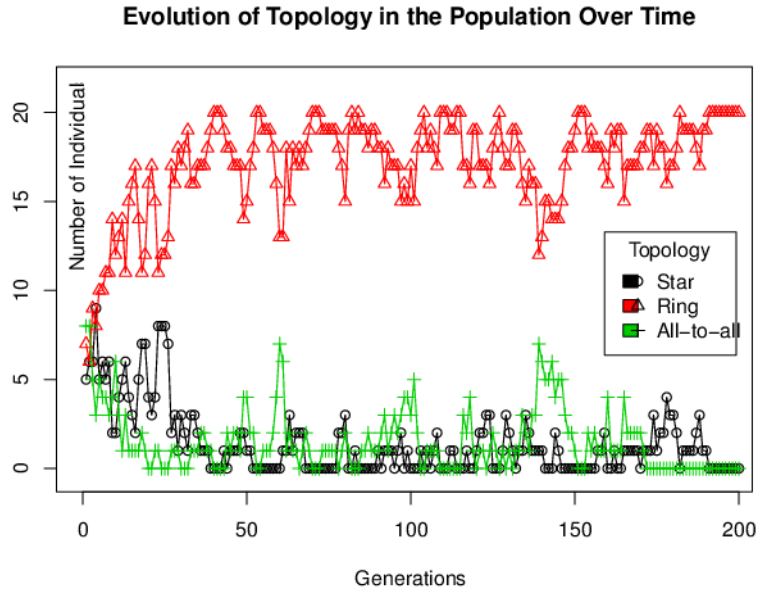 Evolution of Topology in the Population Over Time
Number of Individual
20
15
10
5
0
Topology
Star
Ring
All-to-all
0 50 100 150 200
Generations